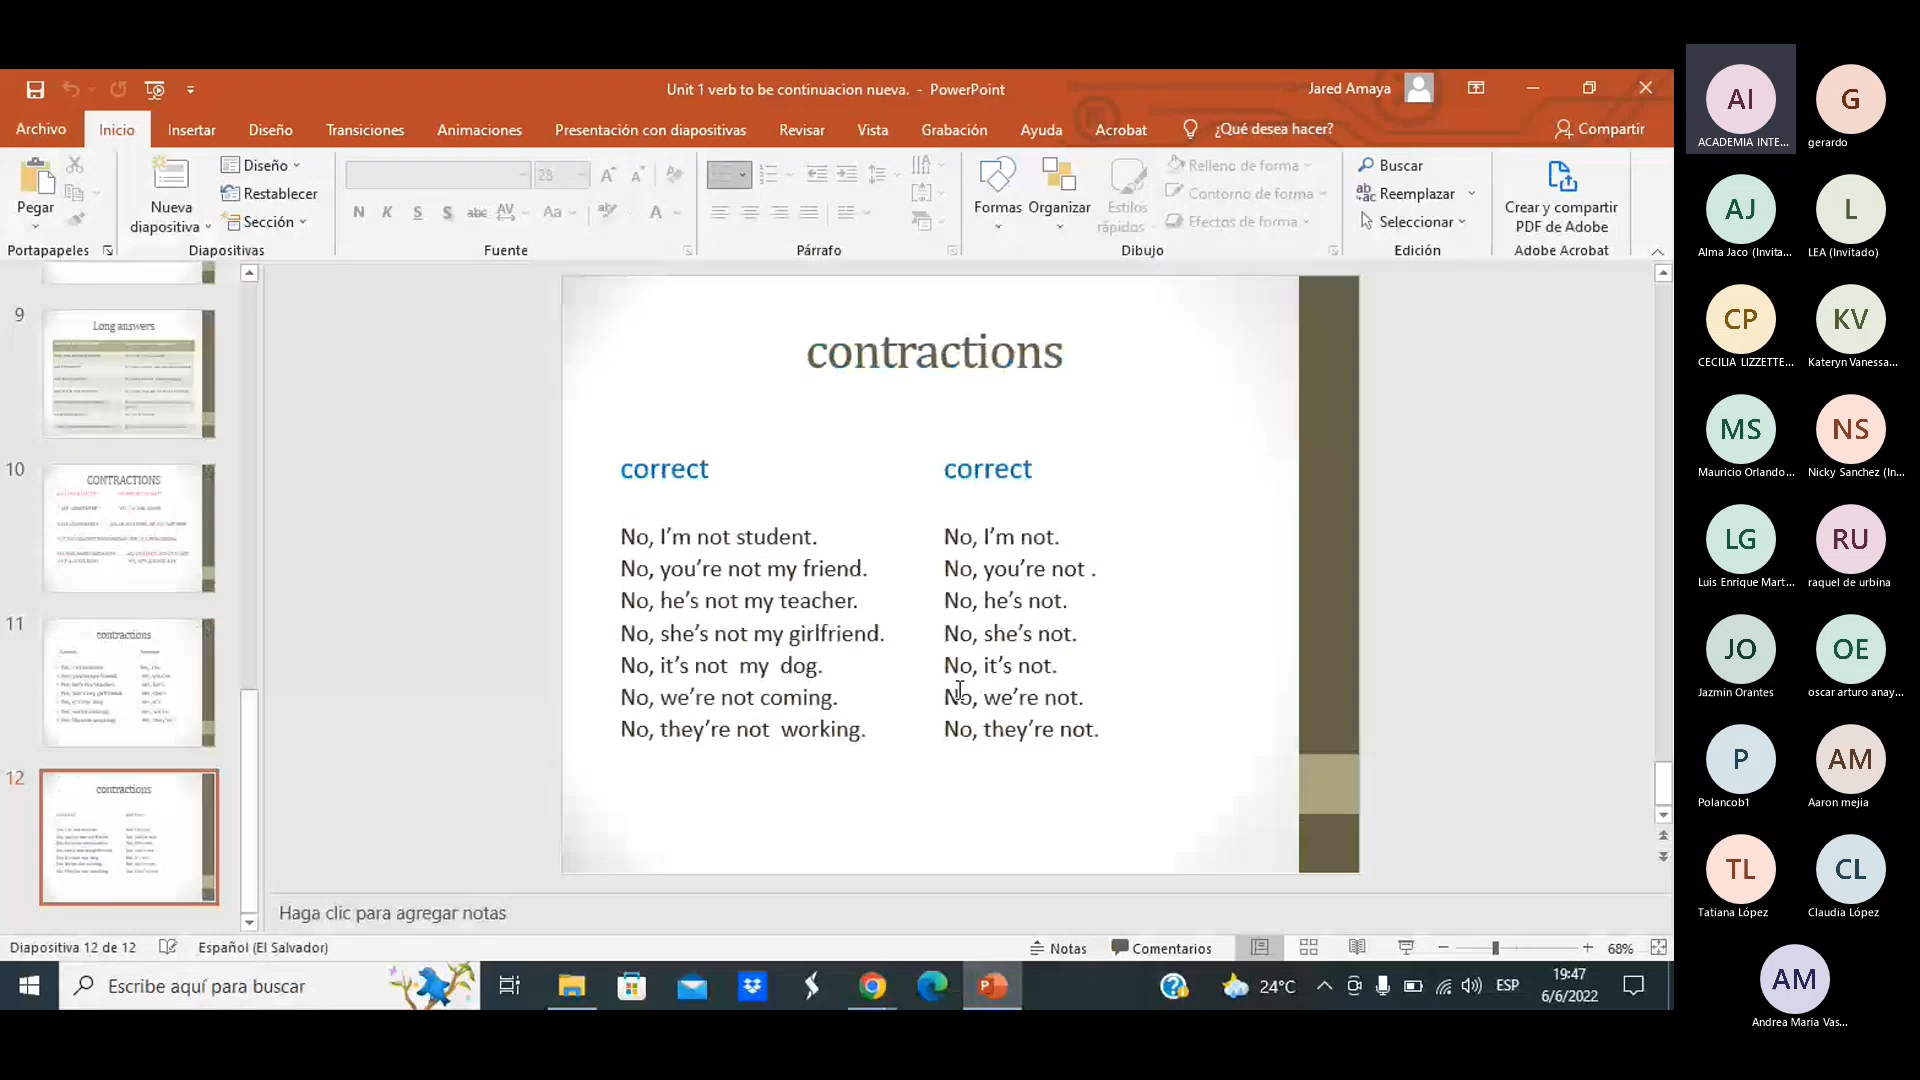 Unit 1 verb to be continuacion nueva. - PowerPoint
Jared Amaya
Archivo Inicio Insertar Diseño Transiciones Animaciones Presentación con diapositivas Revisar Vista Grabación Ayuda Acrobat ¿Qué desea hacer? Compartir
Pegar
Portapapeles
Nueva diapositiva
Diseño
Restablecer
Sección
Diapositivas
28
N K S S abc AV Aa A
Fuente
Párrafo
Formas
Organizar
Estilos rápidos
Relleno de forma
Contorno de forma
Efectos de forma
Dibujo
Buscar
Reemplazar
Seleccionar
Edición
Crear y compartir
PDF de Adobe
Adobe Acrobat
9
Long answers
10
CONTRACTIONS
11
contractions
12
contractions
contractions
correct
No, I’m not student.
No, you’re not my friend.
No, he’s not my teacher.
No, she’s not my girlfriend.
No, it’s not  my  dog.
No, we’re not coming.
No, they’re not  working.
correct
No, I’m not.
No, you’re not .
No, he’s not.
No, she’s not.
No, it’s not.
No, we’re not.
No, they’re not.
Haga clic para agregar notas
Diapositiva 12 de 12
Español (El Salvador)
Notas
Comentarios
68%
Escribe aquí para buscar
24°C
ESP
19:47
6/6/2022
AI
ACADEMIA INTE...
G
gerardo
AJ
Alma Jaco (Invita...
L
LEA (Invitado)
CP
CECILIA LIZZETTE...
KV
Kateryn Vanessa...
MS
Mauricio Orlando...
NS
Nicky Sanchez (In...
LG
Luis Enrique Mart...
RU
raquel de urbina
JO
Jazmin Orantes
OE
oscar arturo anay...
P
Polancob1
AM
Aaron mejia
TL
Tatiana López
CL
Claudia López
AM
Andrea Maria Vas...